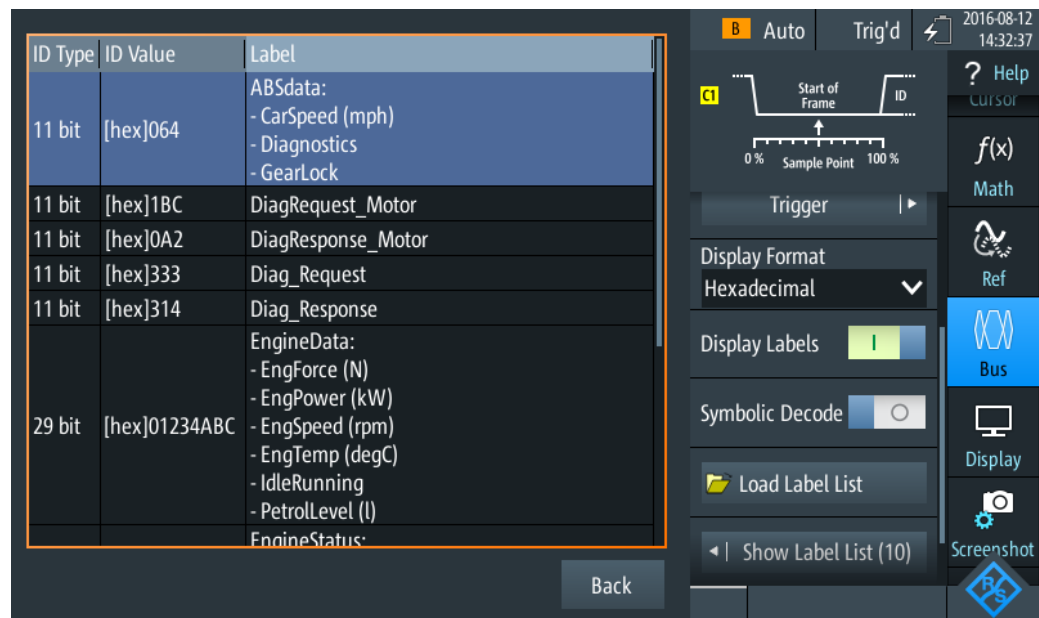 ID Type ID Value Label
11 bit [hex]064 ABSdata:
- CarSpeed (mph)
- Diagnostics
- GearLock
11 bit [hex]1BC DiagRequest_Motor
11 bit [hex]0A2 DiagResponse_Motor
11 bit [hex]333 Diag_Request
11 bit [hex]314 Diag_Response
29 bit [hex]01234ABC EngineData:
- EngForce (N)
- EngPower (kW)
- EngSpeed (rpm)
- EngTemp (degC)
- IdleRunning
- PetrolLevel (l)
EngineStatus:
Back
B Auto Trig'd
2016-08-12
14:32:37
C1
Start of
Frame
ID
0 % Sample Point 100 %
Trigger
Display Format
Hexadecimal
Display Labels I
Symbolic Decode
Load Label List
Show Label List (10)
? Help
Cursor
f(x)
Math
Ref
Bus
Display
Screenshot
R&S